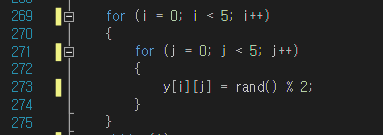 269 for (i = 0; i < 5; i++)
270 {
271 for (j = 0; j < 5; j++)
272 {
273 y[i][j] = rand() % 2;
274 }
275 }